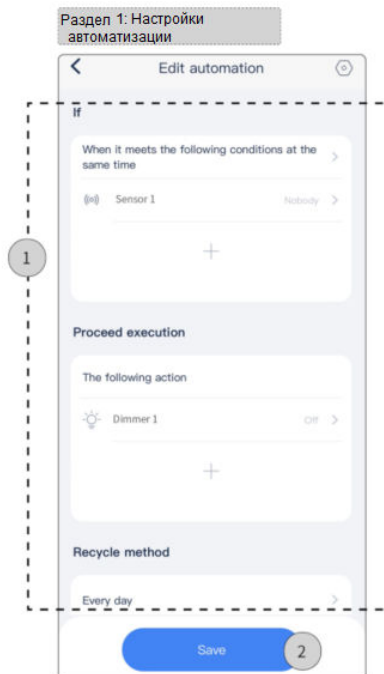 Раздел 1: Настройки
автоматизации
Edit automation
If
When it meets the following conditions at the
same time
Sensor 1 Nobody
1
Proceed execution
The following action
Dimmer 1 Off
Recycle method
Every day
Save 2